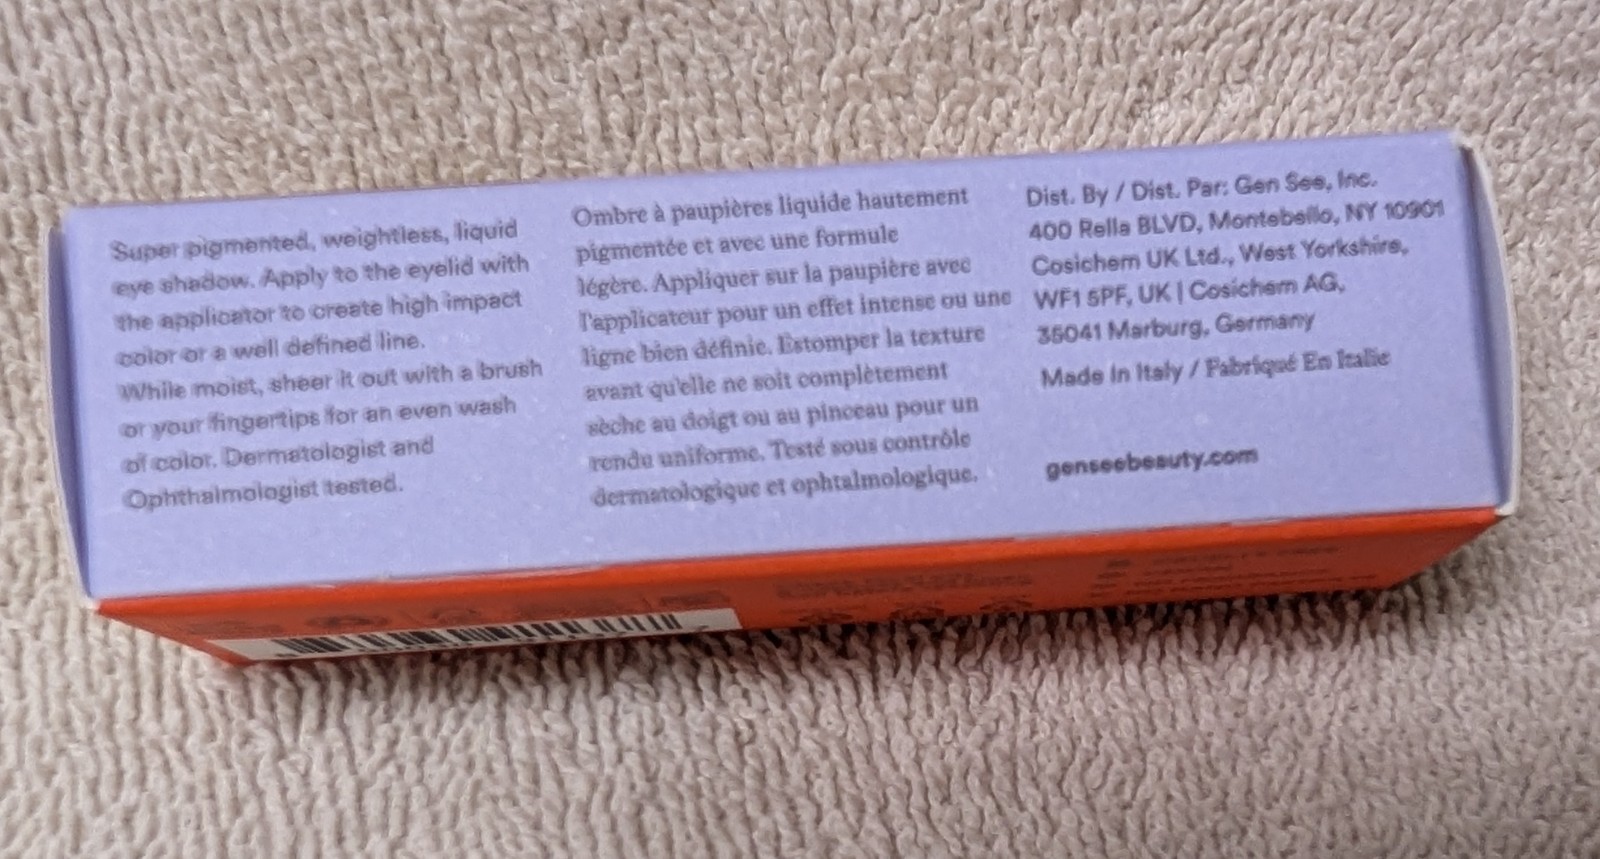 Super pigmented, weightless, liquid
eye shadow. Apply to the eyelid with
the applicator to create high impact
color or a well defined line.
While moist, sheer it out with a brush
or your fingertips for an even wash
of color. Dermatologist and
Ophthalmologist tested.
Ombre à paupières liquide hautement
pigmentée et avec une formule
légère. Appliquer sur la paupière avec
l'applicateur pour un effet intense ou une
ligne bien définie. Estomper la texture
avant qu'elle ne soit complètement
sèche au doigt ou au pinceau pour un
rendu uniforme. Testé sous contrôle
dermatologique et ophtalmologique.
Dist. By / Dist. Par: Gen See, Inc.
400 Rella BLVD, Montebello, NY 10901
Cosichem UK Ltd., West Yorkshire,
WF1 5PF, UK | Cosichem AG,
35041 Marburg, Germany
Made In Italy / Fabriqué En Italie
genseebeauty.com